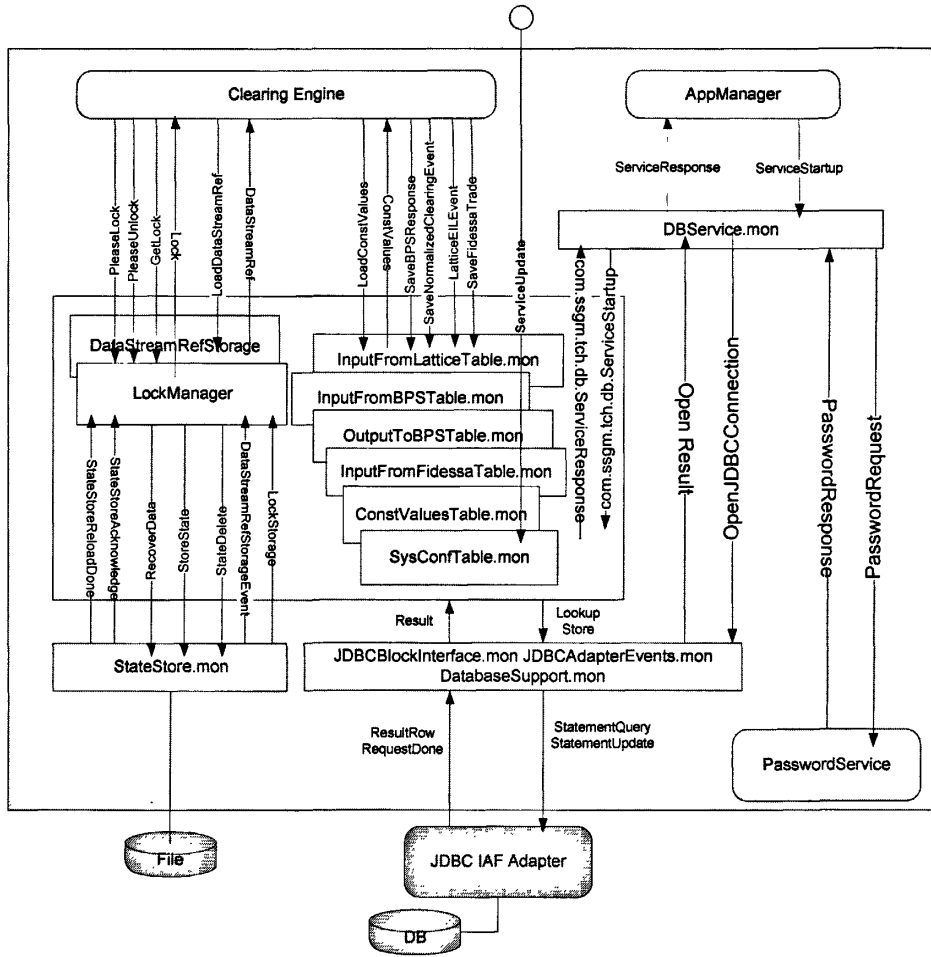 Clearing Engine
AppManager
ServiceResponse
ServiceStartup
DBService.mon
PleaseLock
PleaseUnlock
GetLock
Lock
LoadDataStreamRef
DataStreamRef
LoadConstValues
ConstValues
SaveBPSResponse
SaveNormalizedClearingEvent
LatticeEILEvent
SaveFidessaTrade
ServiceUpdate
com.ssgm.tch.db.ServiceResponse
com.ssgm.tch.db.ServiceStartup
Open Result
OpenJDBCConnection
PasswordResponse
PasswordRequest
DataStreamRefStorage
LockManager
InputFromLatticeTable.mon
InputFromBPSTable.mon
OutputToBPSTable.mon
InputFromFidessaTable.mon
ConstValuesTable.mon
SysConfTable.mon
StateStoreReloadDone
StateStoreAcknowledge
RecoverData
StoreState
StateDelete
DataStreamRefStorageEvent
LockStorage
Result
Lookup
Store
StateStore.mon
JDBCBlockInterface.mon JDBCAdapterEvents.mon
DatabaseSupport.mon
ResultRow
RequestDone
StatementQuery
StatementUpdate
PasswordService
File
JDBC IAF Adapter
DB